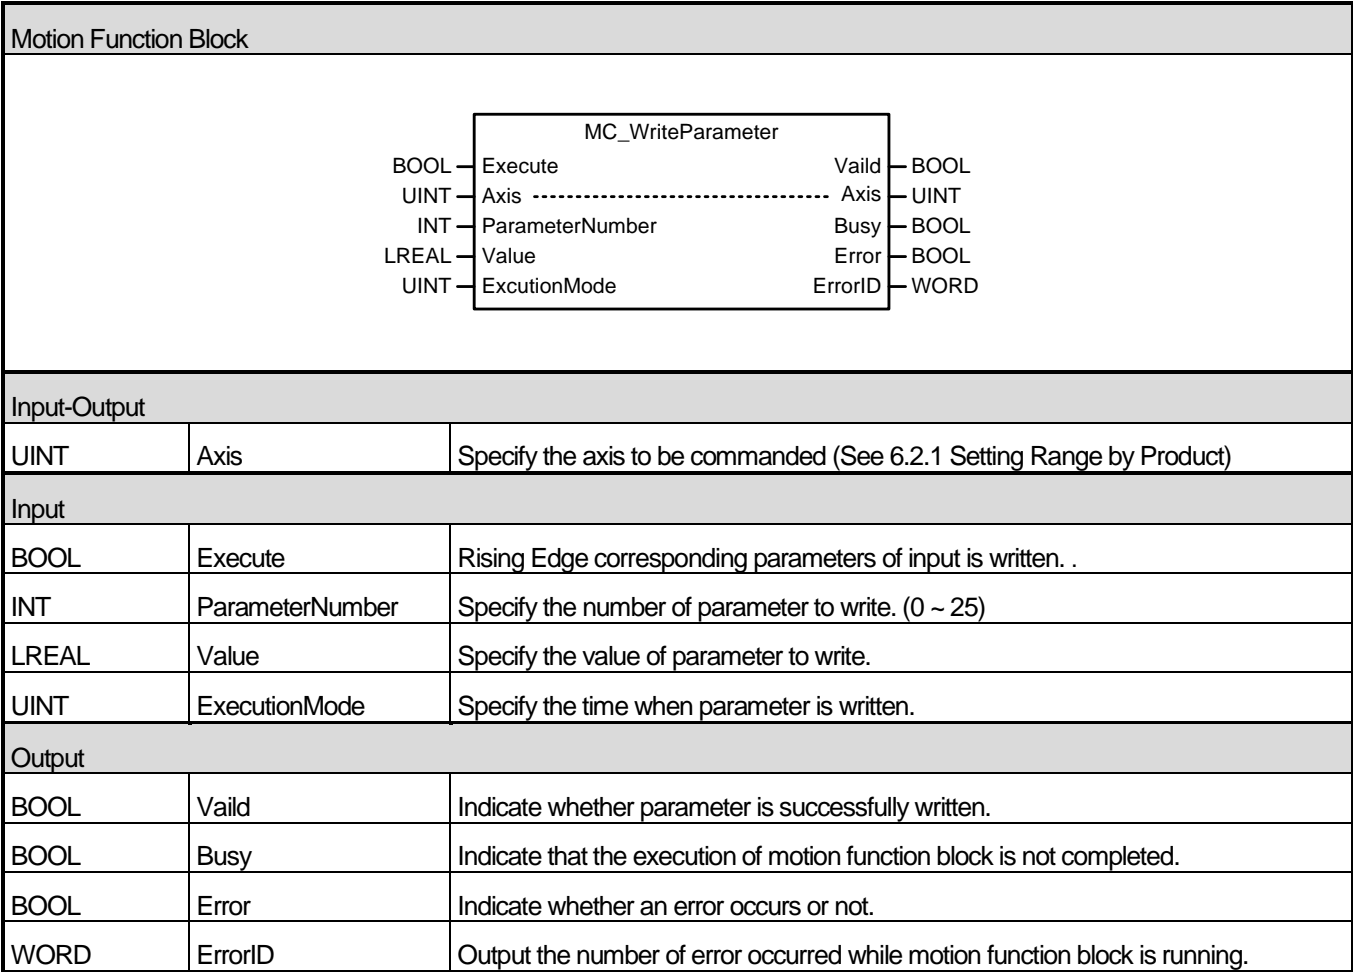 Motion Function Block
MC_WriteParameter
BOOL Execute Vaild BOOL
UINT Axis Axis UINT
INT ParameterNumber Busy BOOL
LREAL Value Error BOOL
UINT ExcutionMode ErrorID WORD
Input-Output
UINT Axis Specify the axis to be commanded (See 6.2.1 Setting Range by Product)
Input
BOOL Execute Rising Edge corresponding parameters of input is written. .
INT ParameterNumber Specify the number of parameter to write. (0 ~ 25)
LREAL Value Specify the value of parameter to write.
UINT ExecutionMode Specify the time when parameter is written.
Output
BOOL Vaild Indicate whether parameter is successfully written.
BOOL Busy Indicate that the execution of motion function block is not completed.
BOOL Error Indicate whether an error occurs or not.
WORD ErrorID Output the number of error occurred while motion function block is running.